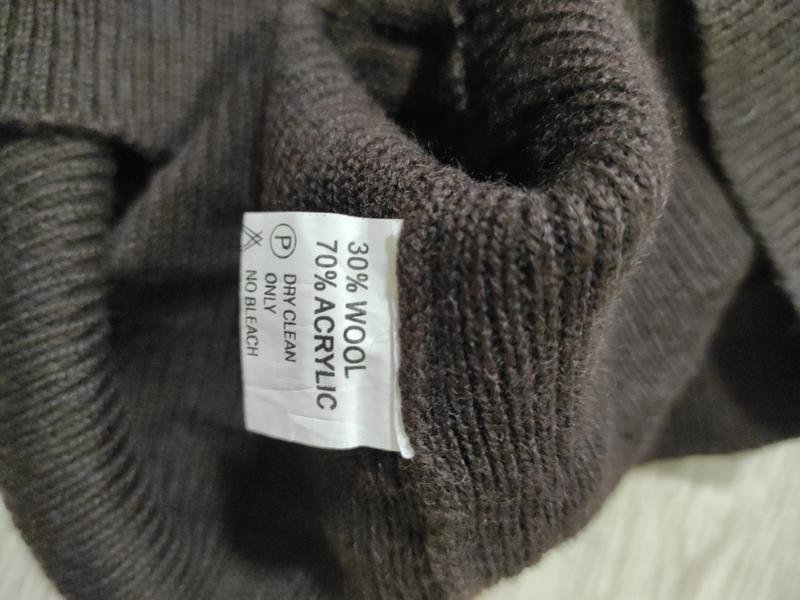 30% WOOL
70% ACRYLIC
P DRY CLEAN
ONLY
NO BLEACH